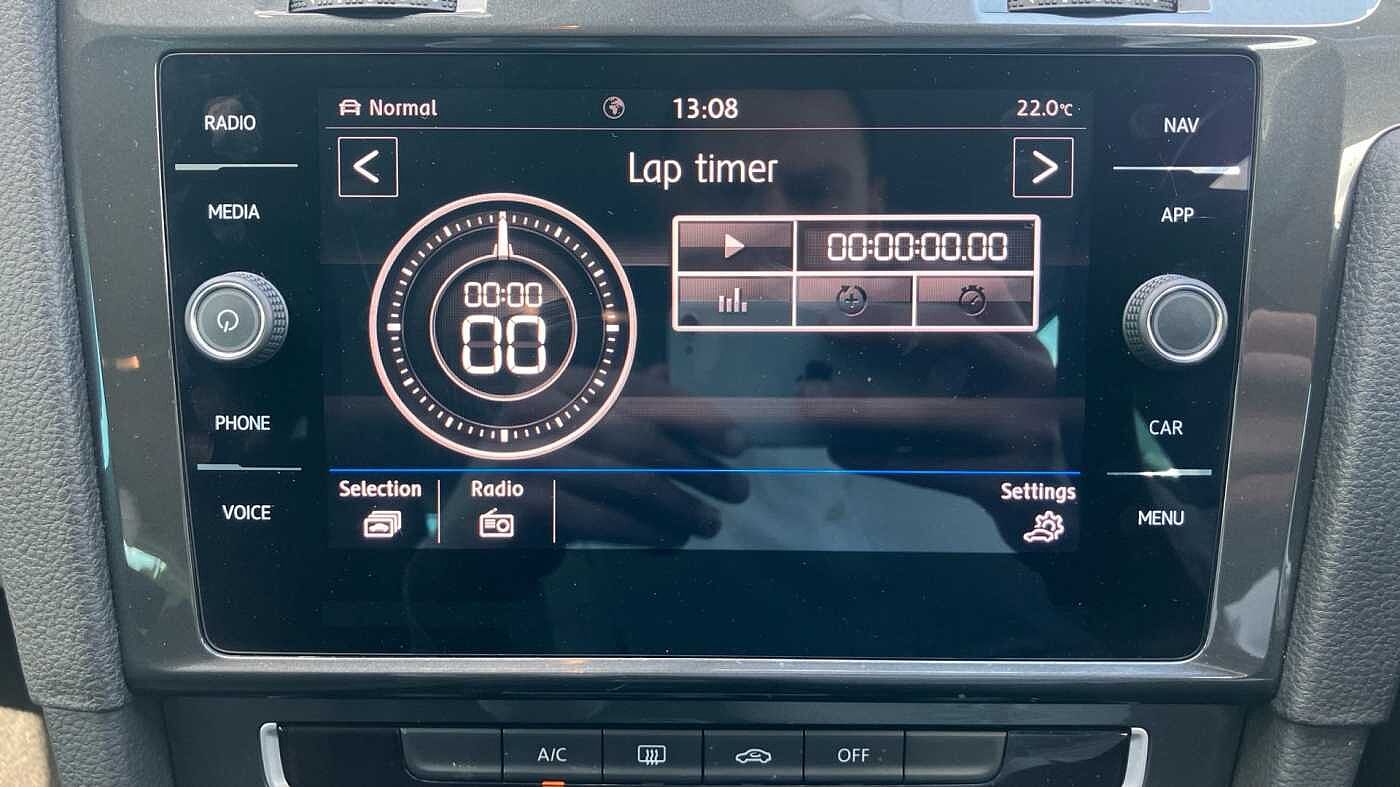 RADIO
MEDIA
PHONE
VOICE
Normal 13:08 22.0°C
< Lap timer >
00:00
00
00:00:00.00
Selection Radio Settings
NAV
APP
CAR
MENU
A/C OFF